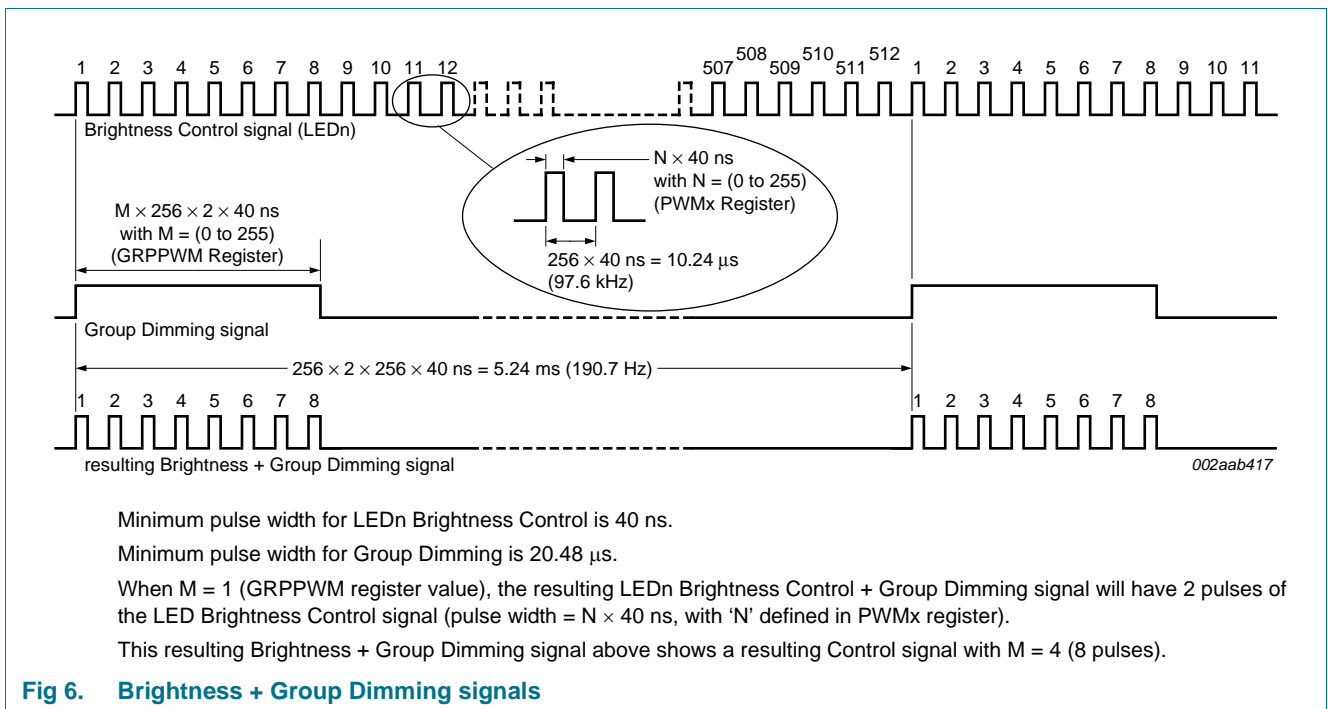 1 2 3 4 5 6 7 8 9 10 11 12 507 508 509 510 511 512 1 2 3 4 5 6 7 8 9 10 11
Brightness Control signal (LEDn)
N × 40 ns
with N = (0 to 255)
(PWMx Register)
256 × 40 ns = 10.24 μs
(97.6 kHz)
M × 256 × 2 × 40 ns
with M = (0 to 255)
(GRPPWM Register)
Group Dimming signal
256 × 2 × 256 × 40 ns = 5.24 ms (190.7 Hz)
1 2 3 4 5 6 7 8 1 2 3 4 5 6 7 8
resulting Brightness + Group Dimming signal
002aab417
Minimum pulse width for LEDn Brightness Control is 40 ns.
Minimum pulse width for Group Dimming is 20.48 μs.
When M = 1 (GRPPWM register value), the resulting LEDn Brightness Control + Group Dimming signal will have 2 pulses of
the LED Brightness Control signal (pulse width = N × 40 ns, with ‘N’ defined in PWMx register).
This resulting Brightness + Group Dimming signal above shows a resulting Control signal with M = 4 (8 pulses).
Fig 6. Brightness + Group Dimming signals